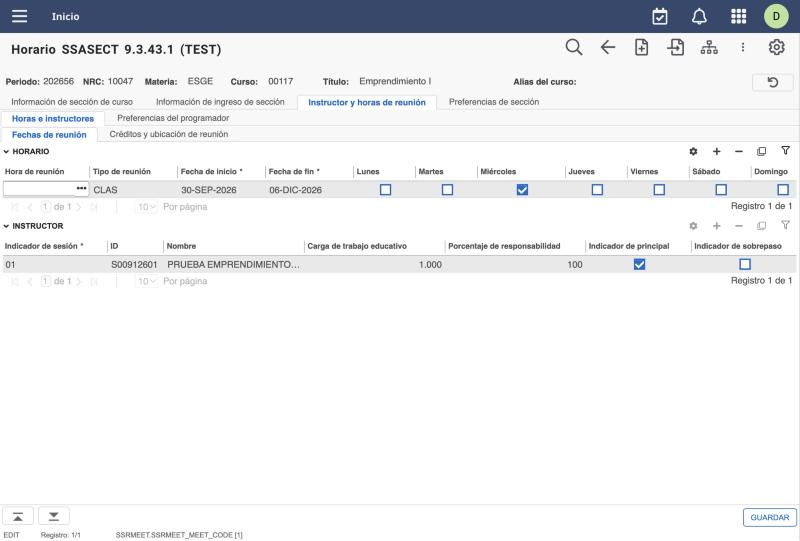 Inicio
D
Horario SSASECT 9.3.43.1 (TEST)
Periodo: 202656 NRC: 10047 Materia: ESGE Curso: 00117 Título: Emprendimiento I Alias del curso:
Información de sección de curso Información de ingreso de sección Instructor y horas de reunión Preferencias de sección
Horas e instructores Preferencias del programador
Fechas de reunión Créditos y ubicación de reunión
HORARIO
Hora de reunión Tipo de reunión Fecha de inicio * Fecha de fin * Lunes Martes Miércoles Jueves Viernes Sábado Domingo
CLAS 30-SEP-2026 06-DIC-2026
1 de 1 10 Por página Registro 1 de 1
INSTRUCTOR
Indicador de sesión * ID Nombre Carga de trabajo educativo Porcentaje de responsabilidad Indicador de principal Indicador de sobrepaso
01 S00912601 PRUEBA EMPRENDIMIENTO... 1.000 100
1 de 1 10 Por página Registro 1 de 1
GUARDAR
EDIT Registro: 1/1 SSRMEET.SSRMEET_MEET_CODE [1]